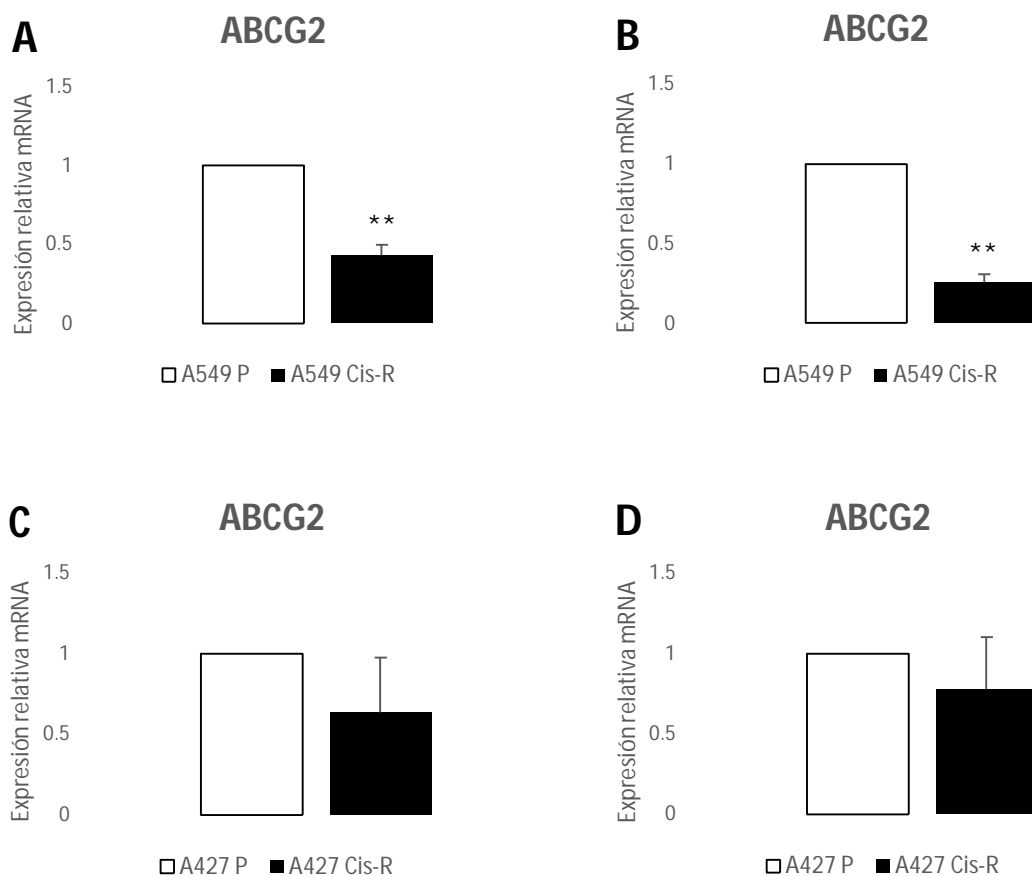 A
ABCG2
Expresión relativa mRNA
1.5
1
**
0.5
0
A549 P A549 Cis-R
B
ABCG2
Expresión relativa mRNA
1.5
1
0.5
**
0
A549 P A549 Cis-R
C
ABCG2
Expresión relativa mRNA
1.5
1
0.5
0
A427 P A427 Cis-R
D
ABCG2
Expresión relativa mRNA
1.5
1
0.5
0
A427 P A427 Cis-R